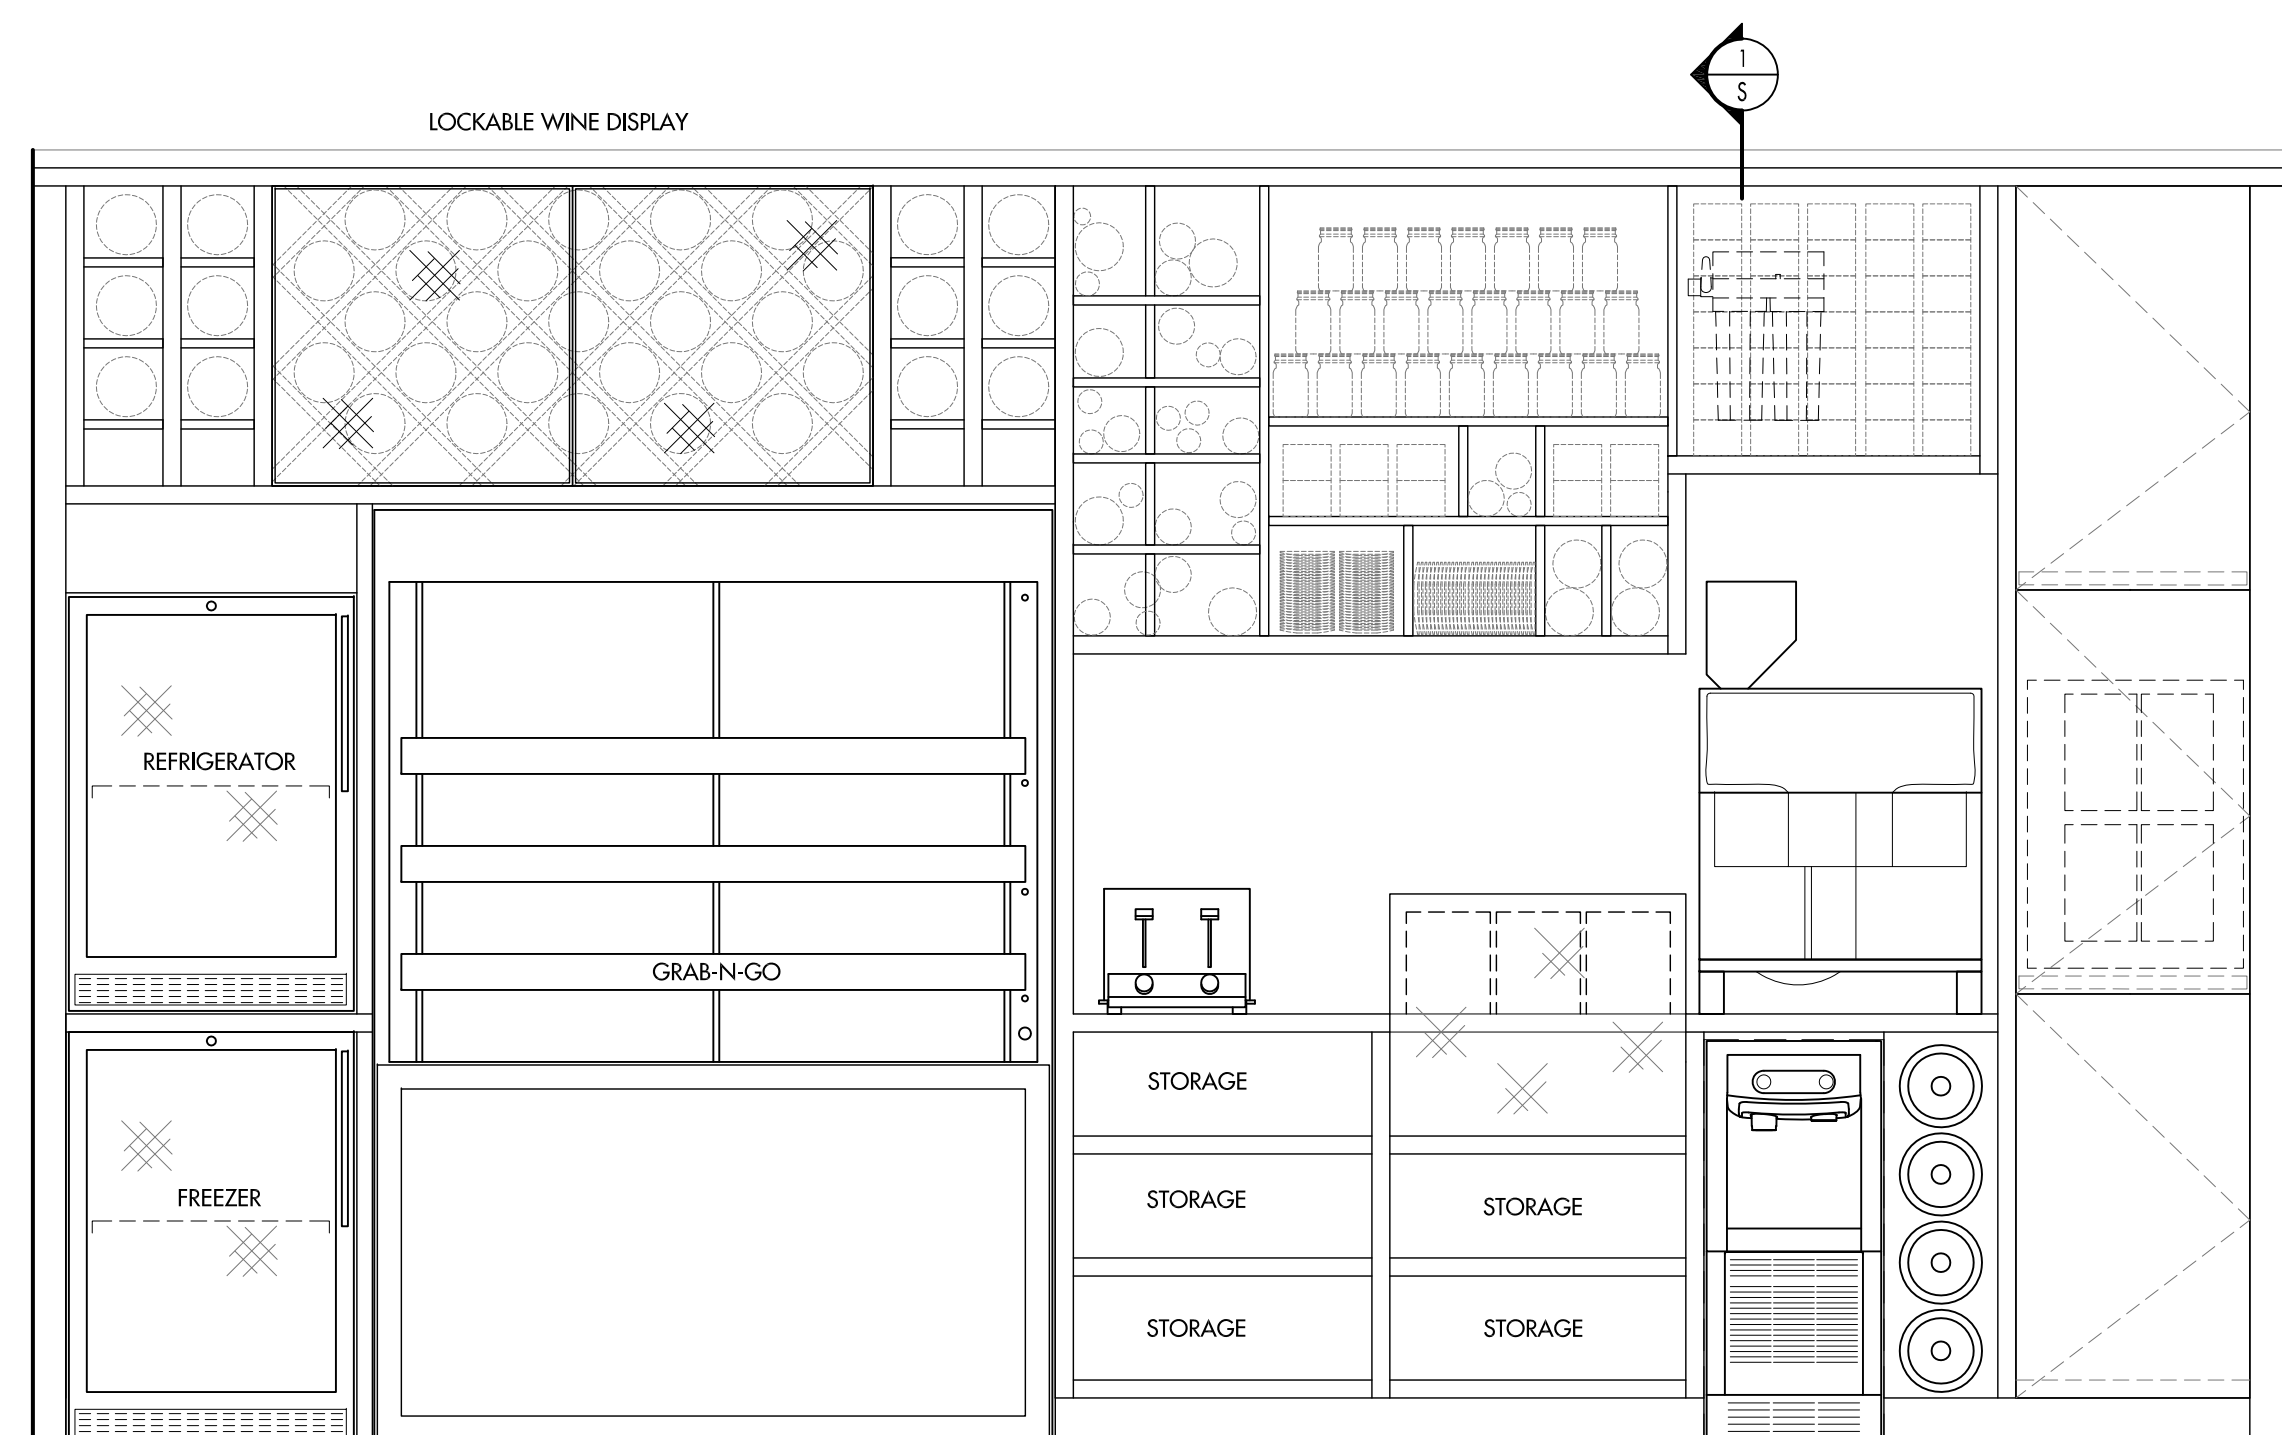 1
S
LOCKABLE WINE DISPLAY
REFRIGERATOR
GRAB-N-GO
FREEZER
STORAGE
STORAGE
STORAGE
STORAGE
STORAGE